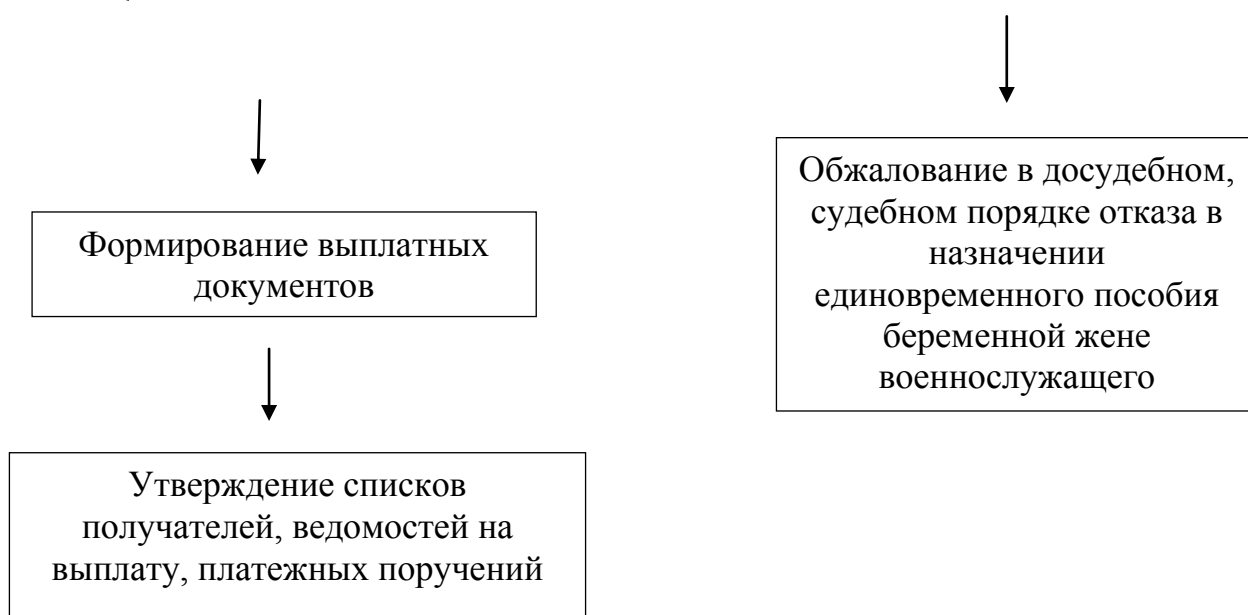 Формирование выплатных
документов
Утверждение списков
получателей, ведомостей на
выплату, платежных поручений
Обжалование в досудебном,
судебном порядке отказа в
назначении
единовременного пособия
беременной жене
военнослужащего